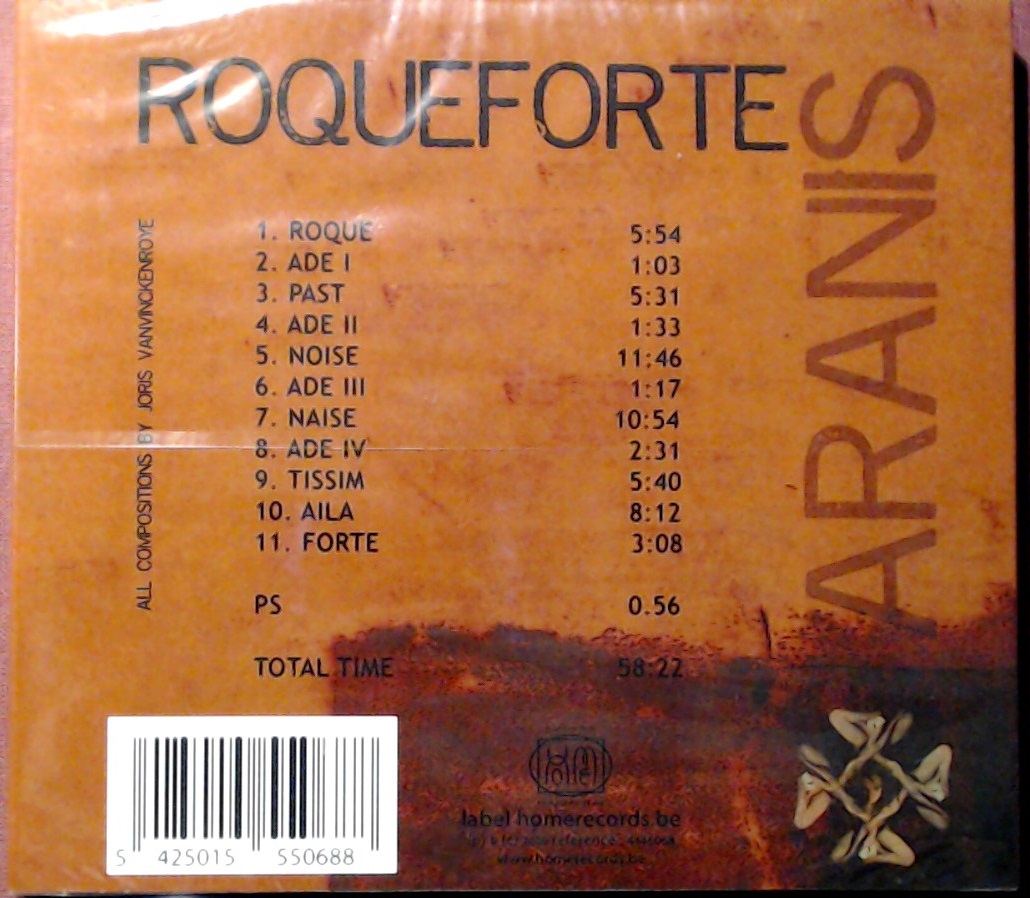 ROQUEFORTE
ARANIS
ALL COMPOSITIONS BY JORIS VANVINCKENROYE
1. ROQUE 5:54
2. ADE I 1:03
3. PAST 5:31
4. ADE II 1:33
5. NOISE 11:46
6. ADE III 1:17
7. NAISE 10:54
8. ADE IV 2:31
9. TISSIM 5:40
10. AILA 8:12
11. FORTE 3:08
PS 0.56
TOTAL TIME 58:22
label homerecords.be
www.homerecords.be
5 425015 550688